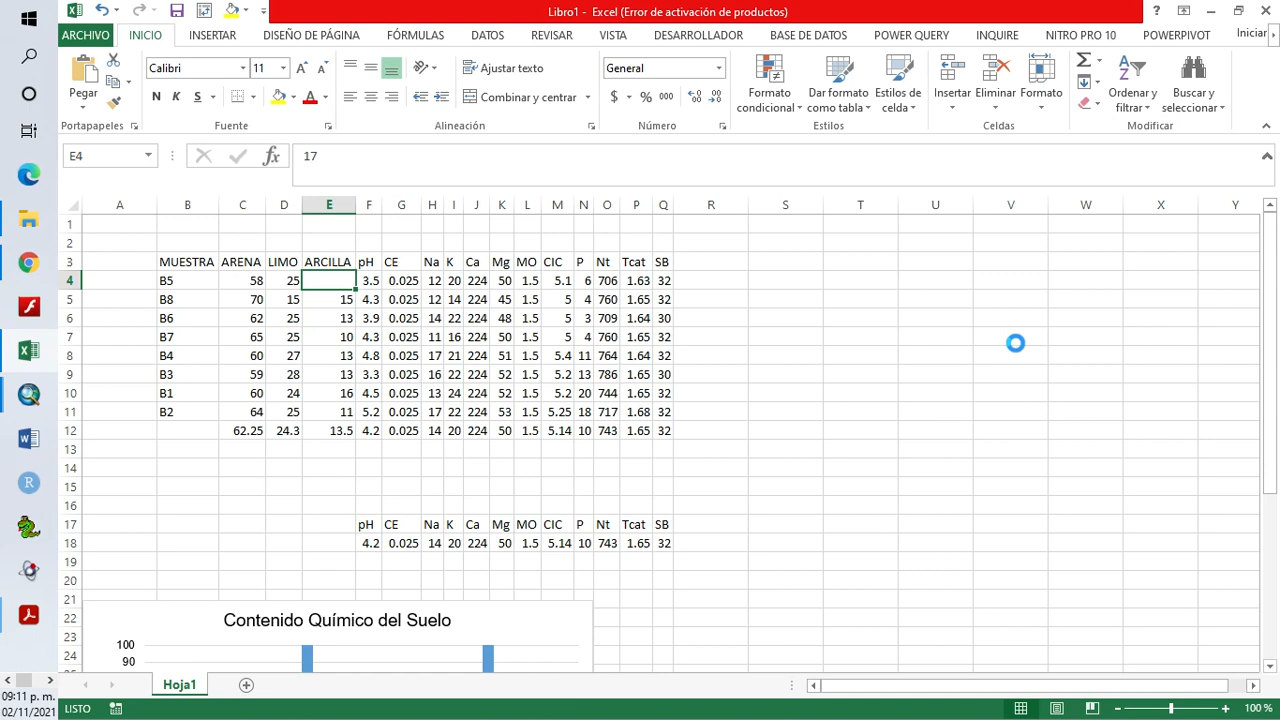 Libro1 - Excel (Error de activación de productos)
ARCHIVO INICIO INSERTAR DISEÑO DE PÁGINA FÓRMULAS DATOS REVISAR VISTA DESARROLLADOR BASE DE DATOS POWER QUERY INQUIRE NITRO PRO 10 POWERPIVOT Iniciar
Pegar
Portapapeles
Calibri 11
N K S
Fuente
Ajustar texto
Combinar y centrar
Alineación
General
$ % 000
Número
Formato condicional
Dar formato como tabla
Estilos de celda
Estilos
Insertar Eliminar Formato
Celdas
Ordenar y filtrar
Buscar y seleccionar
Modificar
E4 fx 17
A B C D E F G H I J K L M N O P Q R S T U V W X Y
1
2
3 MUESTRA ARENA LIMO ARCILLA pH CE Na K Ca Mg MO CIC P Nt Tcat SB
4 B5 58 25 3.5 0.025 12 20 224 50 1.5 5.1 6 706 1.63 32
5 B8 70 15 15 4.3 0.025 12 14 224 45 1.5 5 4 760 1.65 32
6 B6 62 25 13 3.9 0.025 14 22 224 48 1.5 5 3 709 1.64 30
7 B7 65 25 10 4.3 0.025 11 16 224 50 1.5 5 4 760 1.65 32
8 B4 60 27 13 4.8 0.025 17 21 224 51 1.5 5.4 11 764 1.64 32
9 B3 59 28 13 3.3 0.025 16 22 224 52 1.5 5.2 13 786 1.65 30
10 B1 60 24 16 4.5 0.025 13 24 224 52 1.5 5.2 20 744 1.65 32
11 B2 64 25 11 5.2 0.025 17 22 224 53 1.5 5.25 18 717 1.68 32
12 62.25 24.3 13.5 4.2 0.025 14 20 224 50 1.5 5.14 10 743 1.65 32
13
14
15
16
17 pH CE Na K Ca Mg MO CIC P Nt Tcat SB
18 4.2 0.025 14 20 224 50 1.5 5.14 10 743 1.65 32
19
20
21
22 Contenido Químico del Suelo
23
24 100
90
Hoja1
09:11 p. m.
02/11/2021
LISTO
100 %